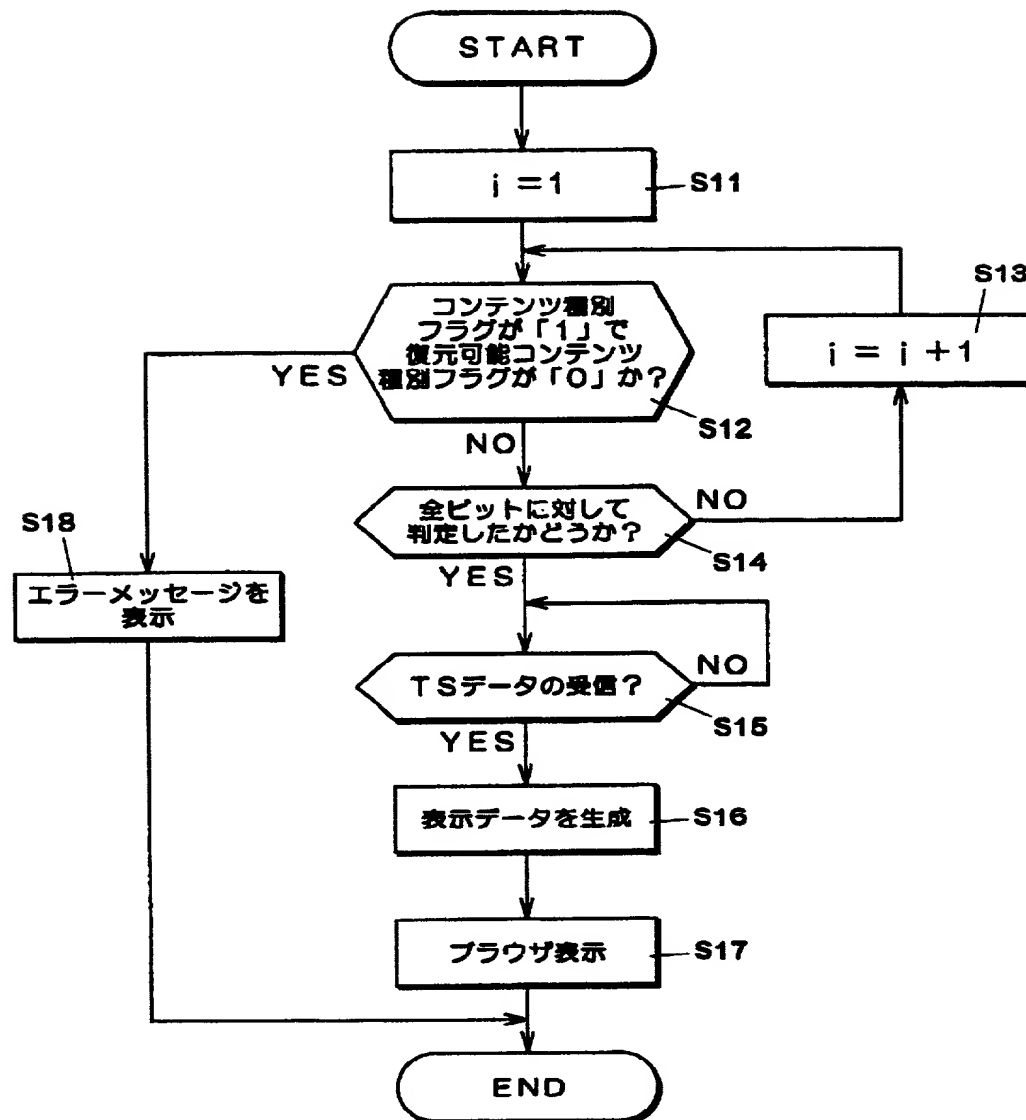 START
i=1
S11
S13
i=i+1
コンテンツ種別
フラグが「1」で
復元可能コンテンツ
種別フラグが「0」か?
YES
S12
NO
全ビットに対して
判定したかどうか?
NO
S14
YES
S18
エラーメッセージを
表示
TSデータの受信?
NO
S15
YES
表示データを生成
S16
ブラウザ表示
S17
END